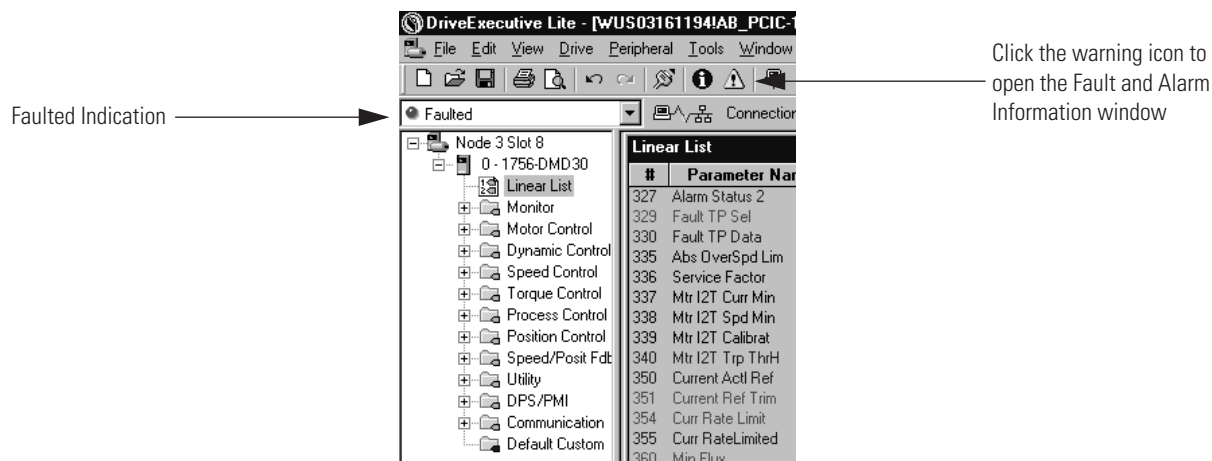 DriveExecutive Lite - [WUS03161194!AB_PCIC-1
File Edit View Drive Peripheral Tools Window
Click the warning icon to
open the Fault and Alarm
Information window
Faulted Indication
Faulted
Connection
Node 3 Slot 8
0 - 1756-DMD30
Linear List
Monitor
Motor Control
Dynamic Control
Speed Control
Torque Control
Process Control
Position Control
Speed/Posit Fdb
Utility
DPS/PMI
Communication
Default Custom
Linear List
# Parameter Nar
327 Alarm Status 2
329 Fault TP Sel
330 Fault TP Data
335 Abs OverSpd Lim
336 Service Factor
337 Mtr I2T Curr Min
338 Mtr I2T Spd Min
339 Mtr I2T Calibrat
340 Mtr I2T Trp ThrH
350 Current Actl Ref
351 Current Ref Trim
354 Curr Rate Limit
355 Curr RateLimited
360 Min Flux